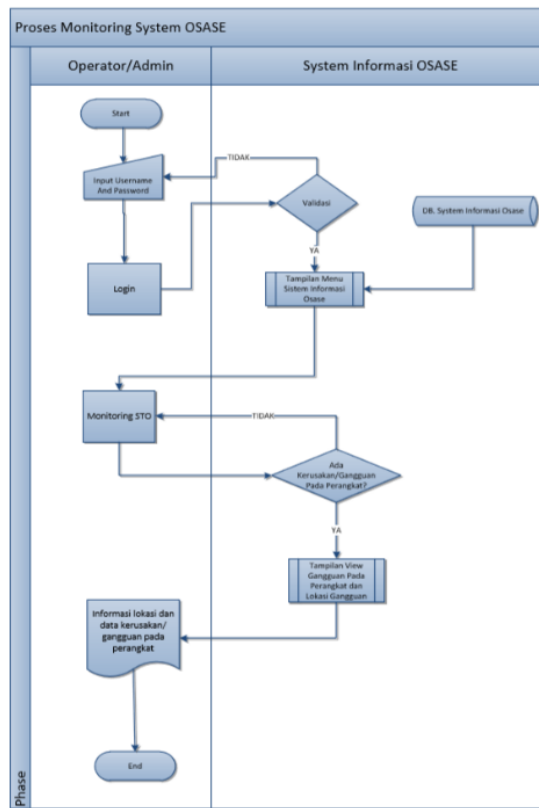 Proses Monitoring System OSASE
Operator/Admin
System Informasi OSASE
Start
TIDAK
Input Username
And Password
Validasi
DB. System Informasi Osase
YA
Login
Tampilan Menu
Sistem Informasi
Osase
Monitoring STO
TIDAK
Ada
Kerusakan/Gangguan
Pada Perangkat?
YA
Tampilan View
Gangguan Pada
Perangkat dan
Lokasi Gangguan
Informasi lokasi dan
data kerusakan/
gangguan pada
perangkat
End
Phase